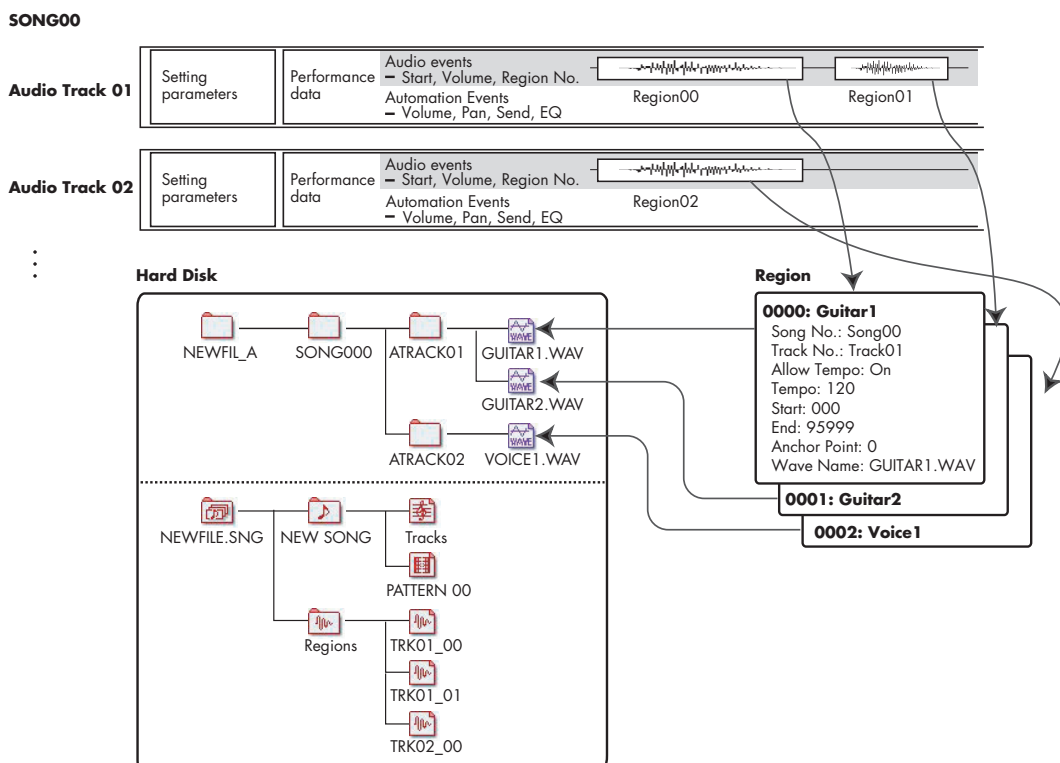 SONG00
Audio Track 01
Setting
parameters
Performance
data
Audio events
– Start, Volume, Region No.
Automation Events
– Volume, Pan, Send, EQ
Region00
Region01
Audio Track 02
Setting
parameters
Performance
data
Audio events
– Start, Volume, Region No.
Automation Events
– Volume, Pan, Send, EQ
Region02
Hard Disk
NEWFIL_A
SONG000
ATRACK01
WAVE
GUITAR1.WAV
WAVE
GUITAR2.WAV
ATRACK02
WAVE
VOICE1.WAV
NEWFILE.SNG
NEW SONG
Tracks
PATTERN 00
Regions
TRK01_00
TRK01_01
TRK02_00
Region
0000: Guitar1
Song No.: Song00
Track No.: Track01
Allow Tempo: On
Tempo: 120
Start: 000
End: 95999
Anchor Point: 0
Wave Name: GUITAR1.WAV
0001: Guitar2
0002: Voice1